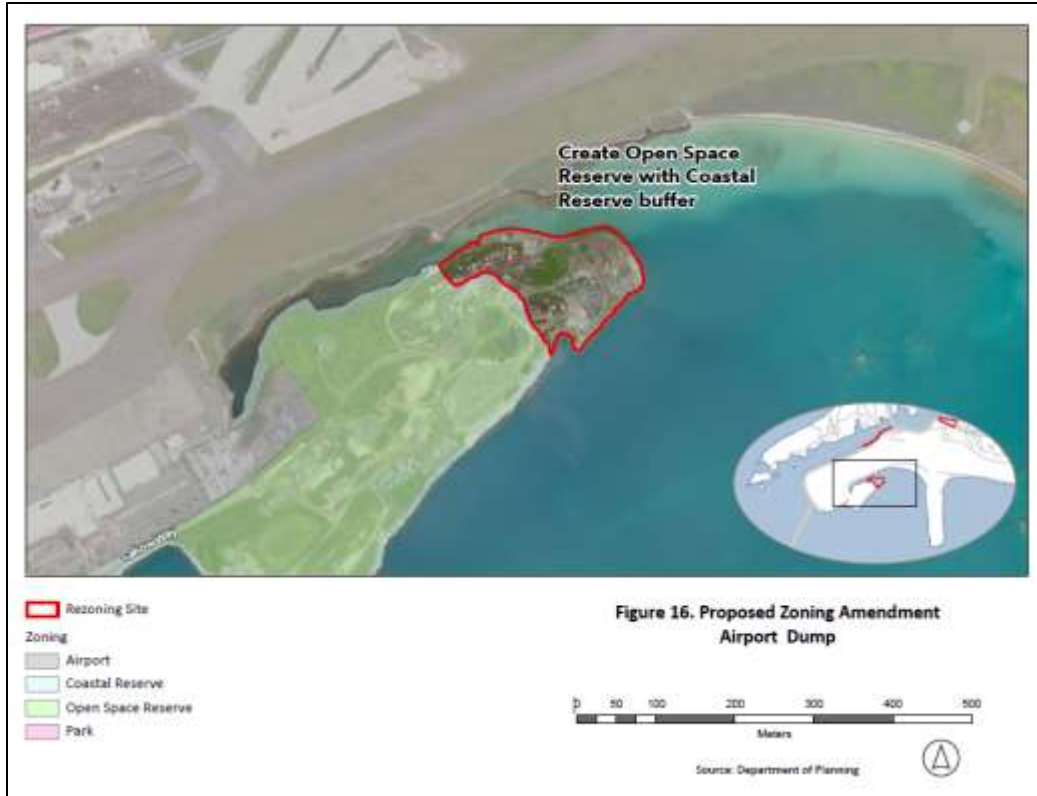 Create Open Space
Reserve with Coastal
Reserve buffer
Rezoning Site
Zoning
Airport
Coastal Reserve
Open Space Reserve
Park
Figure 16. Proposed Zoning Amendment
Airport Dump
0 50 100 200 300 400 500
Meters
Source: Department of Planning